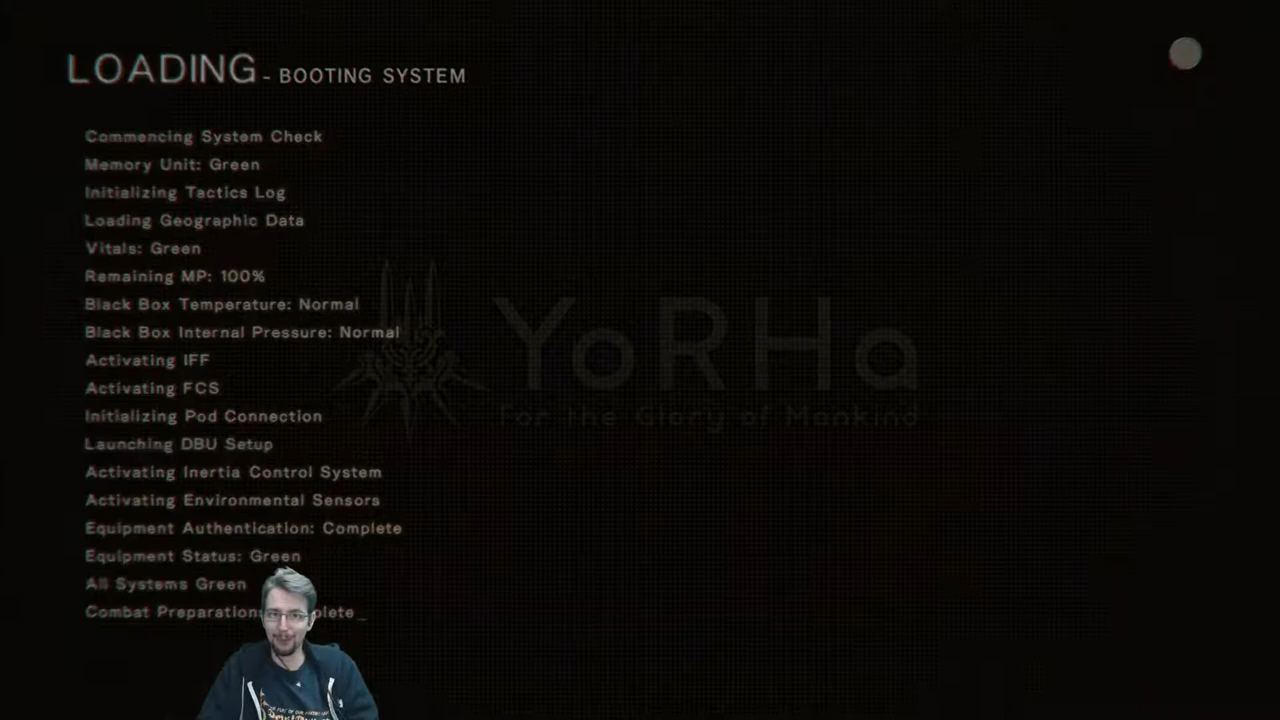 LOADING - BOOTING SYSTEM
Commencing System Check
Memory Unit: Green
Initializing Tactics Log
Loading Geographic Data
Vitals: Green
Remaining MP: 100%
Black Box Temperature: Normal
Black Box Internal Pressure: Normal
Activating IFF
Activating FCS
Initializing Pod Connection
Launching DBU Setup
Activating Inertia Control System
Activating Environmental Sensors
Equipment Authentication: Complete
Equipment Status: Green
All Systems Green
Combat Preparation
YoRHa
For the Glory of Mankind